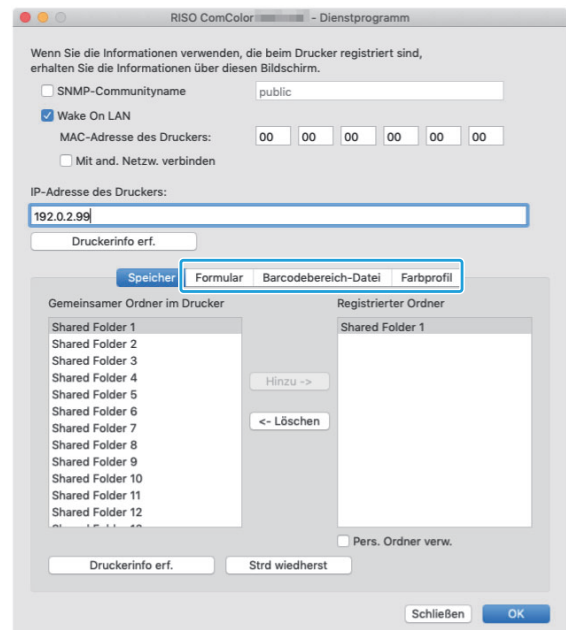 RISO ComColor - Dienstprogramm
Wenn Sie die Informationen verwenden, die beim Drucker registriert sind,
erhalten Sie die Informationen über diesen Bildschirm.
SNMP-Communityname public
Wake On LAN
MAC-Adresse des Druckers: 00 00 00 00 00 00
Mit and. Netzw. verbinden
IP-Adresse des Druckers:
192.0.2.99
Druckerinfo erf.
Speicher Formular Barcodebereich-Datei Farbprofil
Gemeinsamer Ordner im Drucker Registrierter Ordner
Shared Folder 1 Shared Folder 1
Shared Folder 2
Shared Folder 3
Shared Folder 4
Hinzu ->
Shared Folder 5
Shared Folder 6
<- Löschen
Shared Folder 7
Shared Folder 8
Shared Folder 9
Shared Folder 10
Shared Folder 11
Shared Folder 12
Pers. Ordner verw.
Druckerinfo erf. Strd wiedherst
Schließen OK